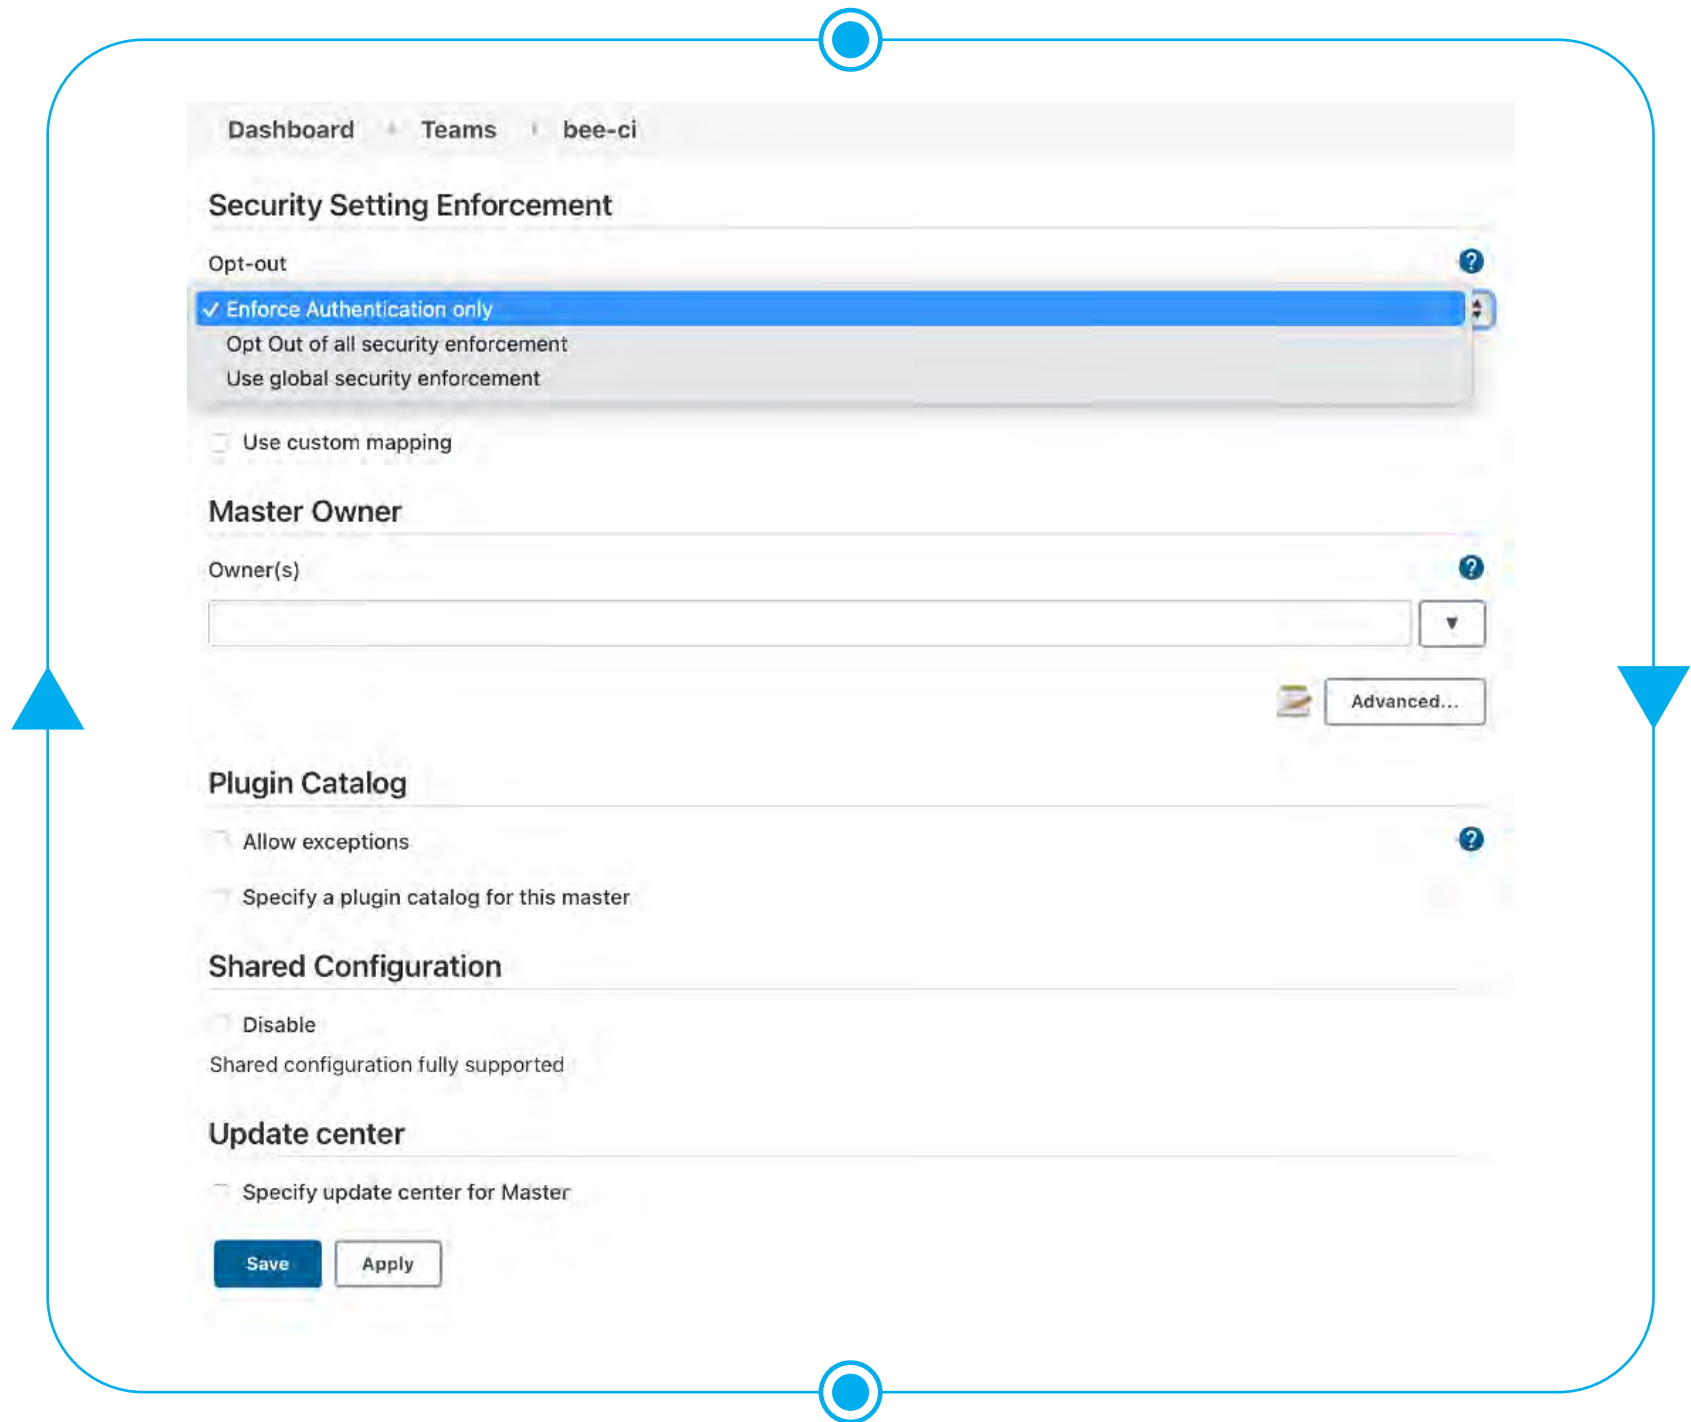 Dashboard Teams bee-ci
Security Setting Enforcement
Opt-out
?
✓ Enforce Authentication only
Opt Out of all security enforcement
Use global security enforcement
Use custom mapping
Master Owner
Owner(s)
?
Advanced...
Plugin Catalog
Allow exceptions
?
Specify a plugin catalog for this master
Shared Configuration
Disable
Shared configuration fully supported
Update center
Specify update center for Master
Save Apply